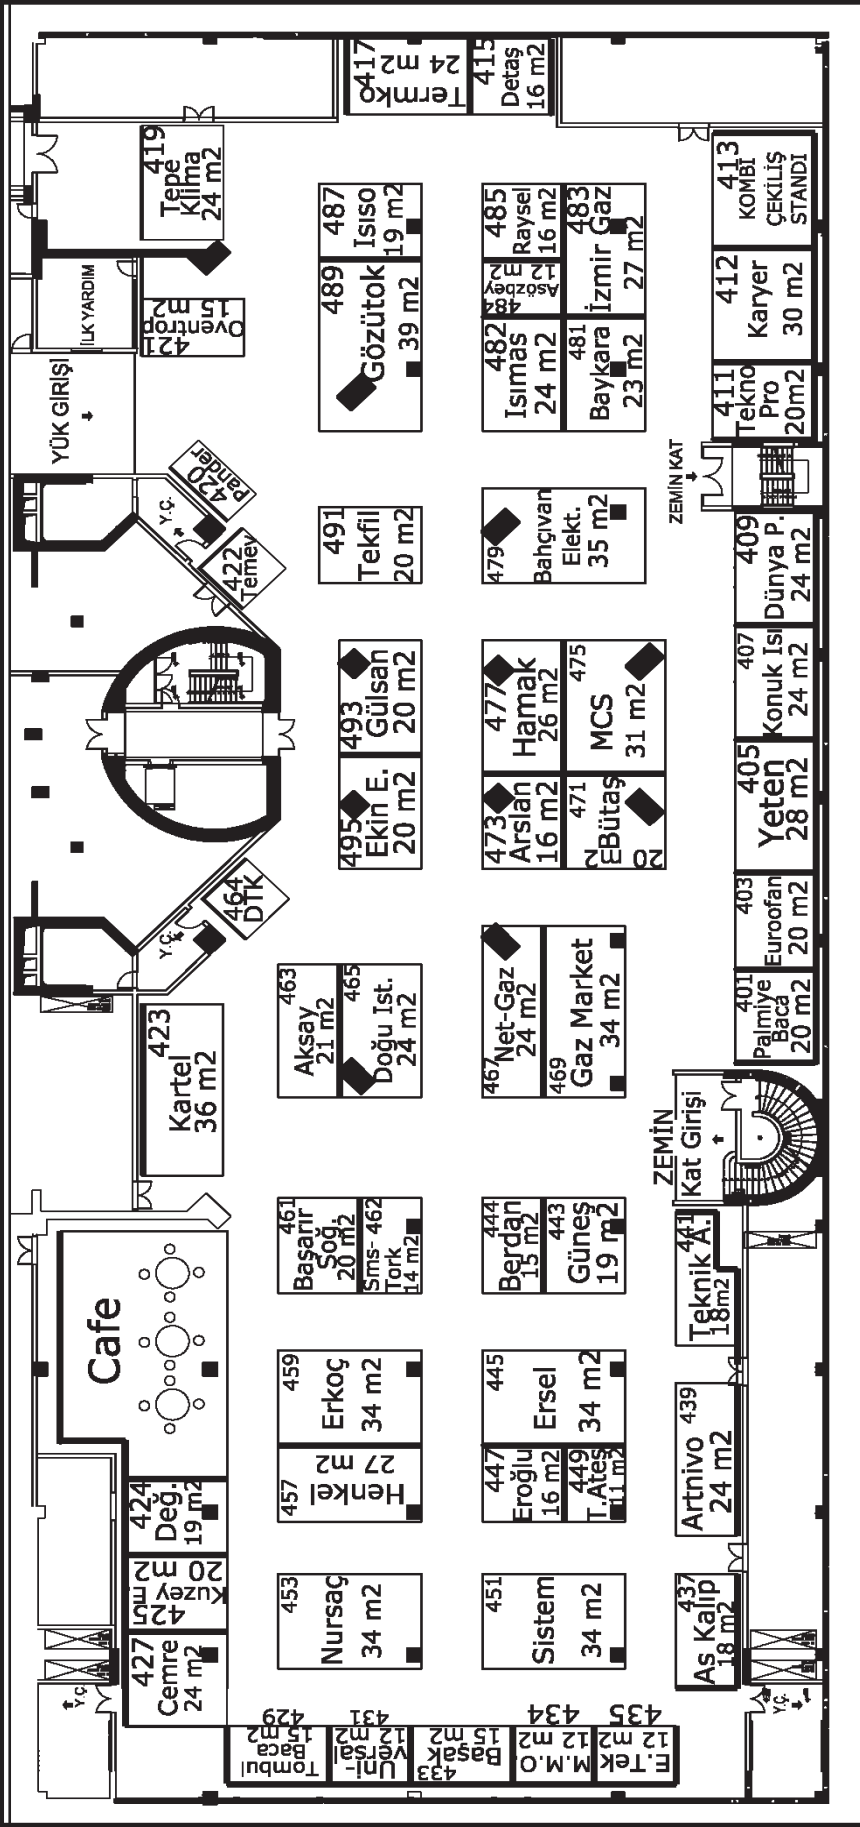 417
Termko
24 m2
415
Detaş
16 m2
419
Tepe
Klima
24 m2
487
Isıso
19 m2
485
Raysel
16 m2
483
İzmir Gaz
27 m2
413
KOMBİ
ÇEKİLİŞ
STANDI
İLK YARDIM
421
Oventrop
15 m2
489
Gözütok
39 m2
484
Asözbey
12 m2
482
Isımas
24 m2
481
Baykara
23 m2
412
Karyer
30 m2
411
Tekno
Pro
20m2
YÜK GİRİŞİ
420
Pander
Y.Ç.
422
Temev
491
Tekfil
20 m2
479
Bahçıvan
Elekt.
35 m2
ZEMİN KAT
409
Dünya P.
24 m2
407
Konuk Isı
24 m2
493
Gülsan
20 m2
477
Hamak
26 m2
475
MCS
31 m2
405
Yeten
28 m2
495
Ekin E.
20 m2
473
Arslan
16 m2
471
Bütaş
20 m2
403
Euroofan
20 m2
464
DTK
Y.Ç.
463
Aksay
21 m2
465
Doğu Ist.
24 m2
467
Net-Gaz
24 m2
469
Gaz Market
34 m2
401
Palmiye
Baca
20 m2
423
Kartel
36 m2
ZEMİN
Kat Girişi
461
Başarır
Soğ.
20 m2
462
Sms-
Tork
14 m2
444
Berdan
15 m2
443
Güneş
19 m2
441
Teknik A.
18m2
Cafe
459
Erkoç
34 m2
445
Ersel
34 m2
439
Artnivo
24 m2
457
Henkel
27 m2
447
Eroğlu
16 m2
449
T.Ateş
11 m2
424
Değ.
19 m2
425
Kuzey E.
20 m2
427
Cemre
24 m2
453
Nursaç
34 m2
451
Sistem
34 m2
437
As Kalıp
18 m2
Y.Ç.
Y.Ç.
429
Tombul
Baca
15 m2
431
Uni-
versal
12 m2
433
Başak
15 m2
434
M.M.O.
12 m2
435
E.Tek
12 m2